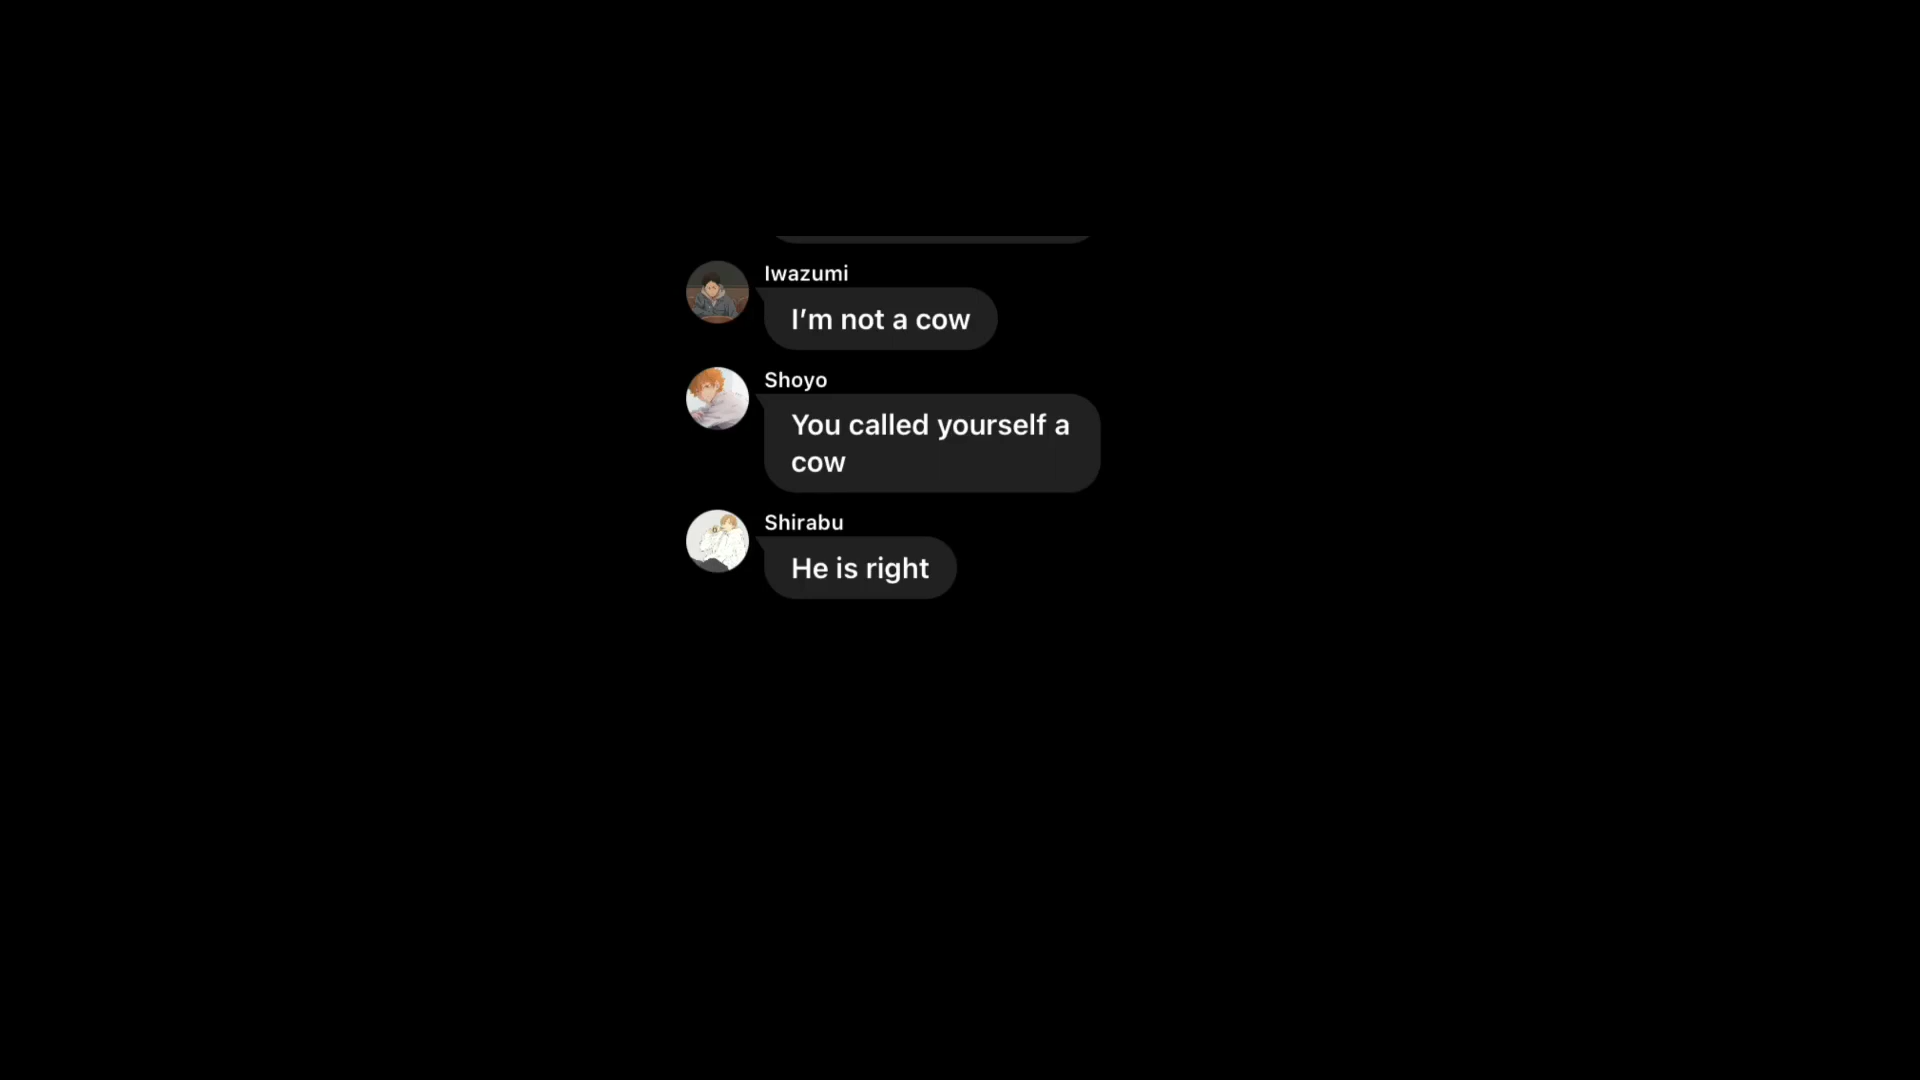 Iwazumi
I’m not a cow
Shoyo
You called yourself a
cow
Shirabu
He is right